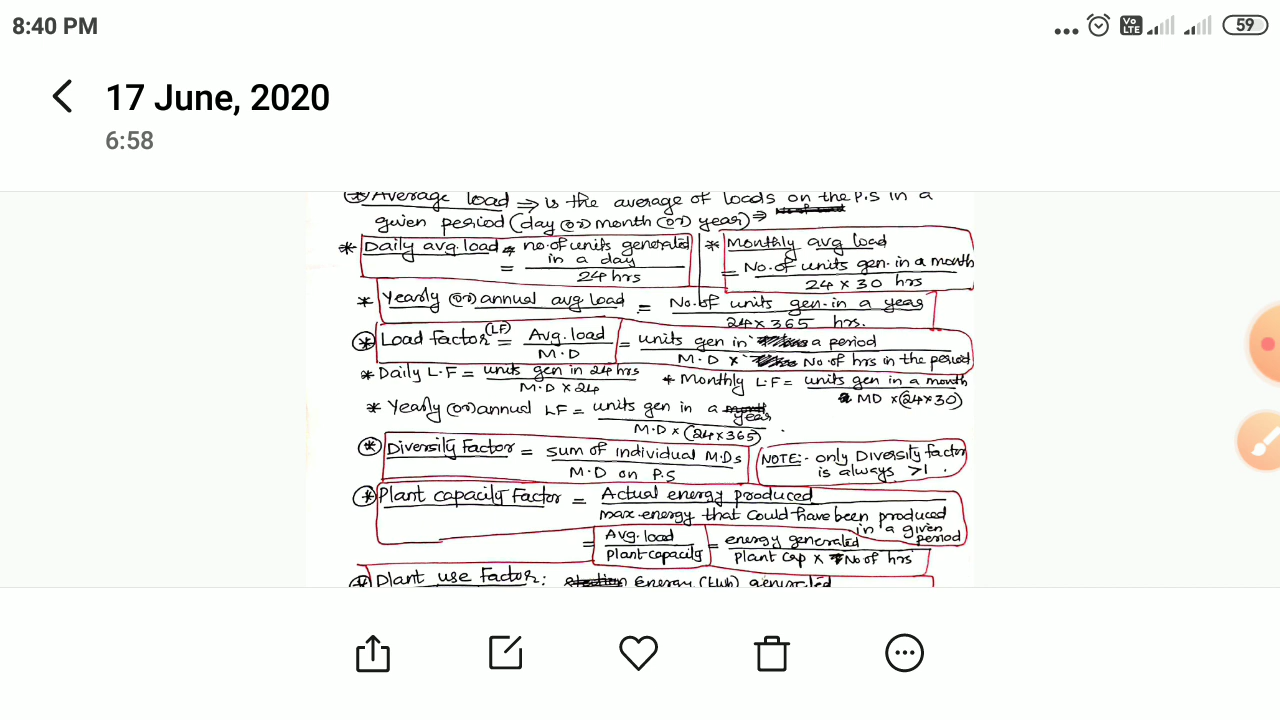 8:40 PM
Vo LTE
59
17 June, 2020
6:58
* Average load ⇒ is the average of loads on the P.S in a
given period (day (or) month (or) year) ⇒
* Daily avg. load = no. of units generated in a day / 24 hrs
* Monthly avg load = No. of units gen. in a month / 24 x 30 hrs
* Yearly (or) annual avg load = No. of units gen. in a year / 24 x 365 hrs.
* Load Factor (LF) = Avg. load / M.D = units gen in a period / M.D x No of hrs in the period
* Daily L.F = units gen in 24 hrs / M.D x 24 * Monthly L.F = units gen in a month / MD x (24x30)
* Yearly (or) annual LF = units gen in a year / M.D x (24x365)
* Diversity Factor = sum of individual M.Ds / M.D on P.S
NOTE:- only Diversity factor
is always >1.
* Plant capacity Factor = Actual energy produced / max energy that could have been produced in a given period
= Avg. load / Plant capacity = energy generated / Plant cap x No of hrs
* Plant use Factor: Energy generated